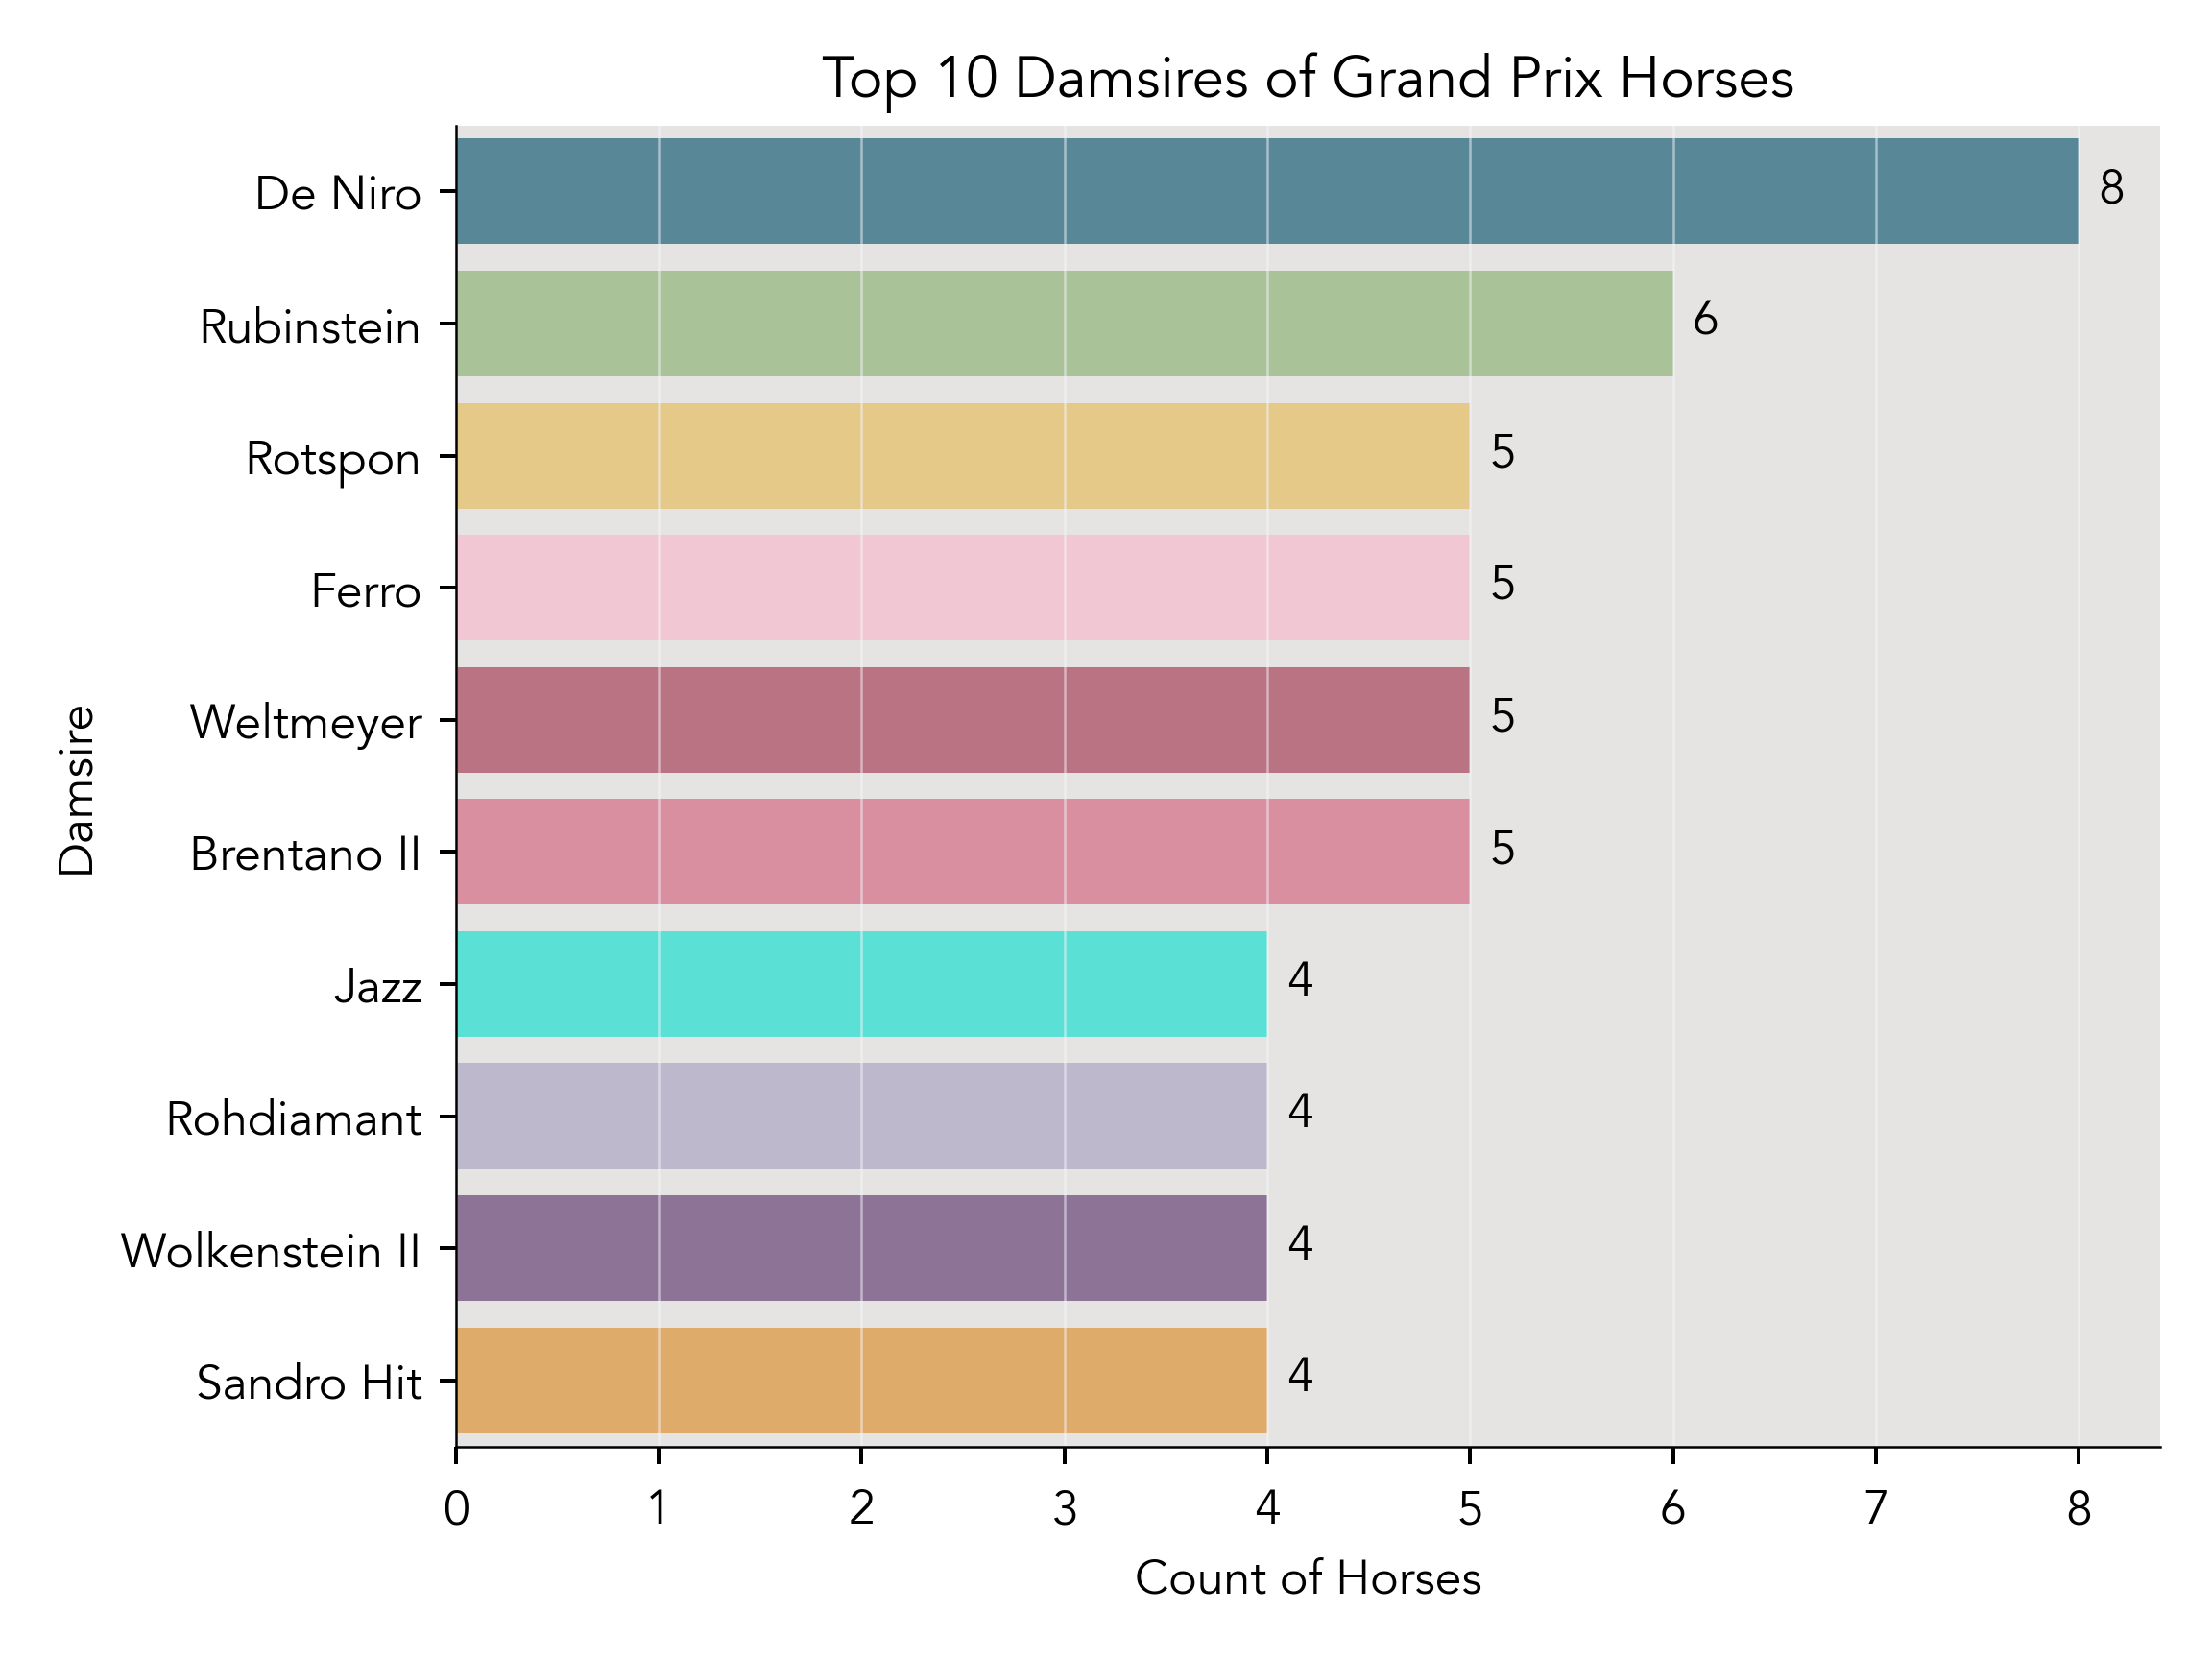 Top 10 Damsires of Grand Prix Horses
De Niro 8
Rubinstein 6
Rotspon 5
Ferro 5
Weltmeyer 5
Brentano II 5
Jazz 4
Rohdiamant 4
Wolkenstein II 4
Sandro Hit 4
Damsire
0 1 2 3 4 5 6 7 8
Count of Horses